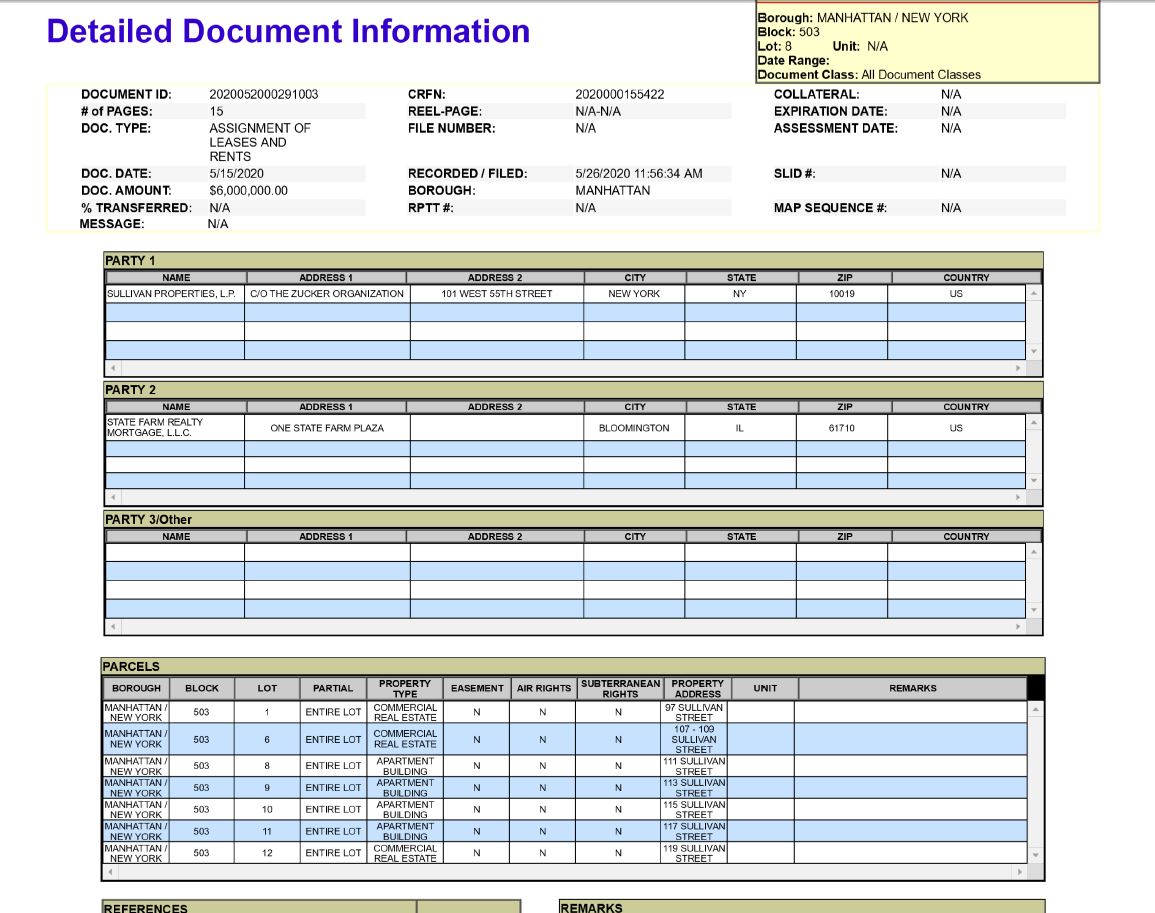 Detailed Document Information
Borough: MANHATTAN / NEW YORK
Block: 503
Lot: 8 Unit: N/A
Date Range:
Document Class: All Document Classes
DOCUMENT ID: 2020052000291003 CRFN: 2020000155422 COLLATERAL: N/A
# of PAGES: 15 REEL-PAGE: N/A-N/A EXPIRATION DATE: N/A
DOC. TYPE: ASSIGNMENT OF FILE NUMBER: N/A ASSESSMENT DATE: N/A
LEASES AND
RENTS
DOC. DATE: 5/15/2020 RECORDED / FILED: 5/26/2020 11:56:34 AM SLID #: N/A
DOC. AMOUNT: $6,000,000.00 BOROUGH: MANHATTAN
% TRANSFERRED: N/A RPTT #: N/A MAP SEQUENCE #: N/A
MESSAGE: N/A
PARTY 1
NAME ADDRESS 1 ADDRESS 2 CITY STATE ZIP COUNTRY
SULLIVAN PROPERTIES, L.P. C/O THE ZUCKER ORGANIZATION 101 WEST 55TH STREET NEW YORK NY 10019 US
PARTY 2
NAME ADDRESS 1 ADDRESS 2 CITY STATE ZIP COUNTRY
STATE FARM REALTY
MORTGAGE, L.L.C. ONE STATE FARM PLAZA BLOOMINGTON IL 61710 US
PARTY 3/Other
NAME ADDRESS 1 ADDRESS 2 CITY STATE ZIP COUNTRY
PARCELS
BOROUGH BLOCK LOT PARTIAL PROPERTY TYPE EASEMENT AIR RIGHTS SUBTERRANEAN RIGHTS PROPERTY ADDRESS UNIT REMARKS
MANHATTAN / NEW YORK 503 1 ENTIRE LOT COMMERCIAL REAL ESTATE N N N 97 SULLIVAN STREET
MANHATTAN / NEW YORK 503 6 ENTIRE LOT COMMERCIAL REAL ESTATE N N N 107 - 109 SULLIVAN STREET
MANHATTAN / NEW YORK 503 8 ENTIRE LOT APARTMENT BUILDING N N N 111 SULLIVAN STREET
MANHATTAN / NEW YORK 503 9 ENTIRE LOT APARTMENT BUILDING N N N 113 SULLIVAN STREET
MANHATTAN / NEW YORK 503 10 ENTIRE LOT APARTMENT BUILDING N N N 115 SULLIVAN STREET
MANHATTAN / NEW YORK 503 11 ENTIRE LOT APARTMENT BUILDING N N N 117 SULLIVAN STREET
MANHATTAN / NEW YORK 503 12 ENTIRE LOT COMMERCIAL REAL ESTATE N N N 119 SULLIVAN STREET
REFERENCES REMARKS